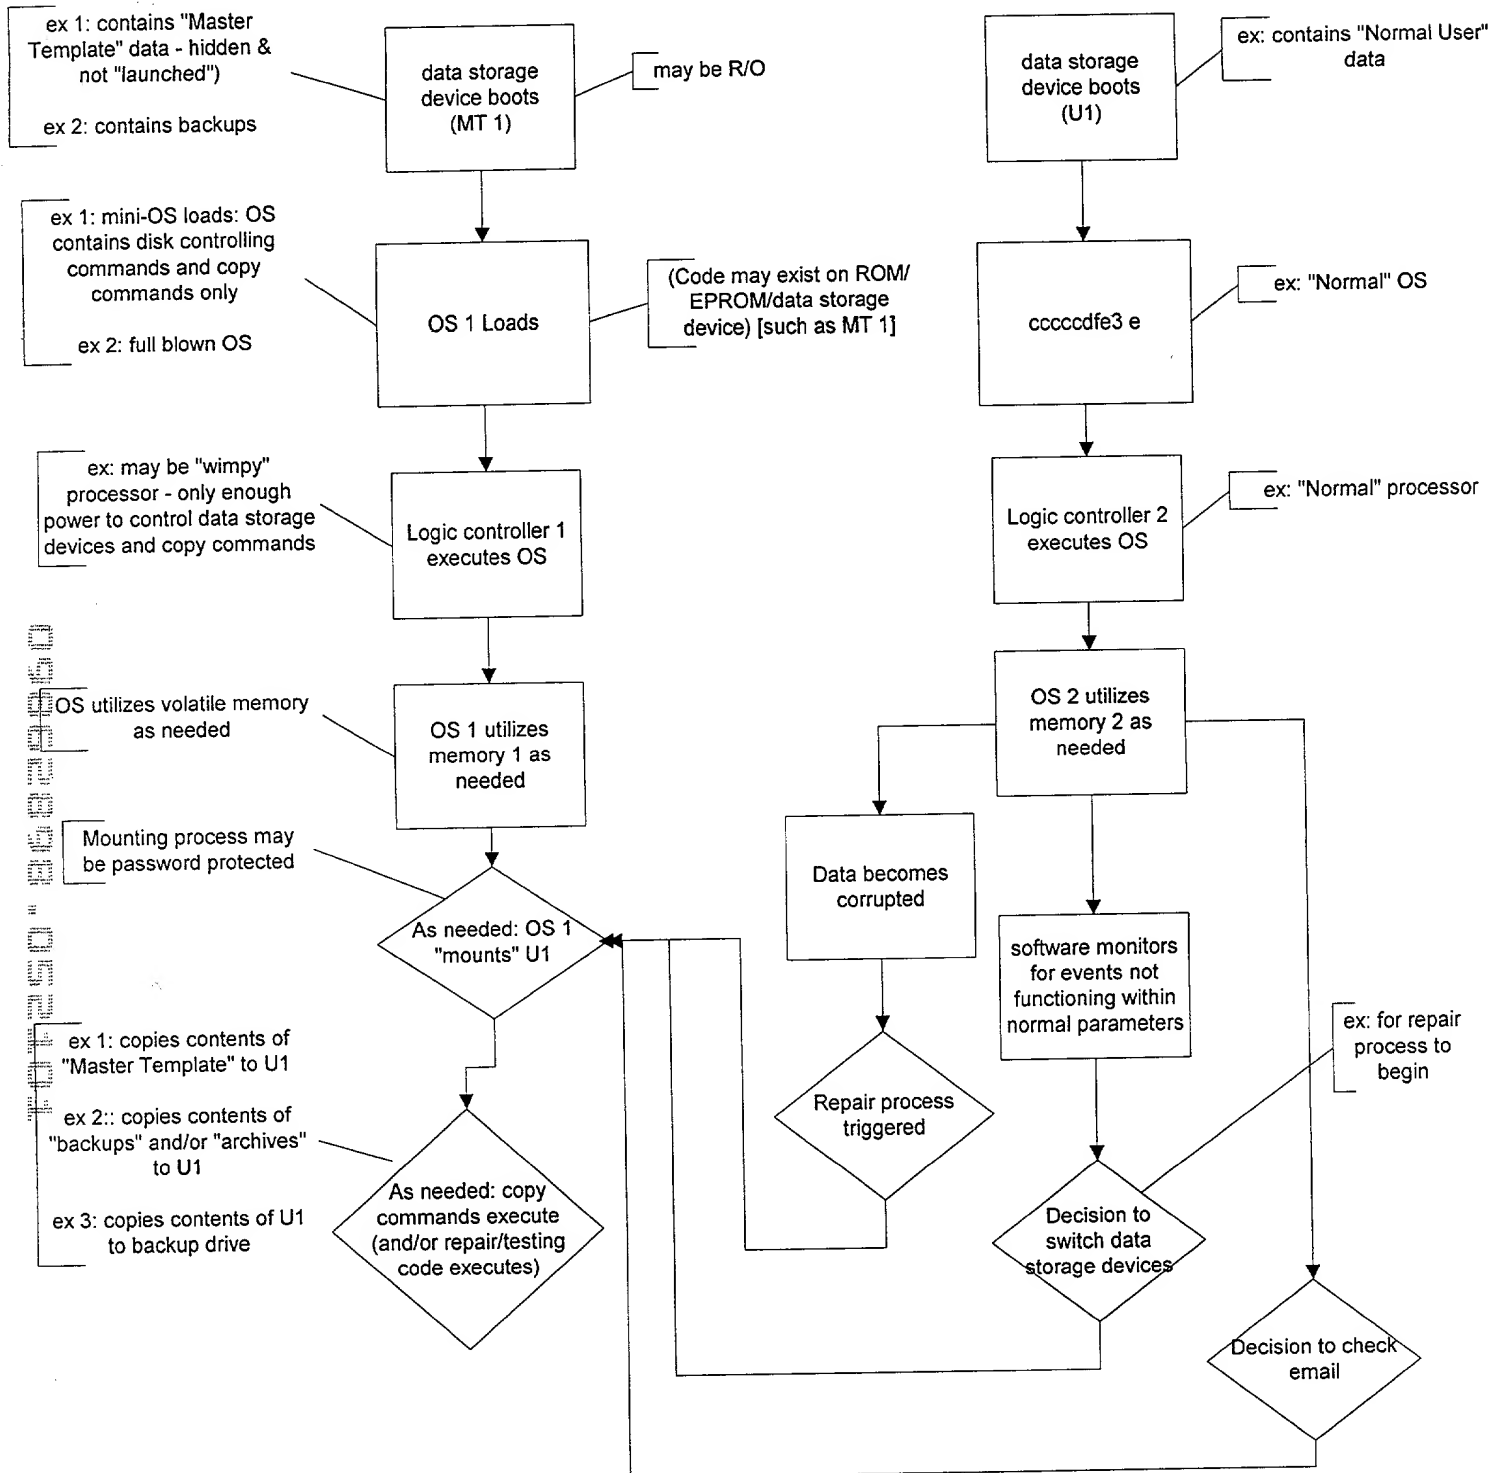 ex 1: contains "Master
Template" data - hidden &
not "launched")
ex 2: contains backups
data storage
device boots
(MT 1)
may be R/O
data storage
device boots
(U1)
ex: contains "Normal User"
data
ex 1: mini-OS loads: OS
contains disk controlling
commands and copy
commands only
ex 2: full blown OS
OS 1 Loads
(Code may exist on ROM/
EPROM/data storage
device) [such as MT 1]
cccccdfe3 e
ex: "Normal" OS
ex: may be "wimpy"
processor - only enough
power to control data storage
devices and copy commands
Logic controller 1
executes OS
Logic controller 2
executes OS
ex: "Normal" processor
OS utilizes volatile memory
as needed
OS 1 utilizes
memory 1 as
needed
OS 2 utilizes
memory 2 as
needed
Mounting process may
be password protected
As needed: OS 1
"mounts" U1
Data becomes
corrupted
software monitors
for events not
functioning within
normal parameters
ex: for repair
process to
begin
ex 1: copies contents of
"Master Template" to U1
ex 2:: copies contents of
"backups" and/or "archives"
to U1
ex 3: copies contents of U1
to backup drive
As needed: copy
commands execute
(and/or repair/testing
code executes)
Repair process
triggered
Decision to
switch data
storage devices
Decision to check
email